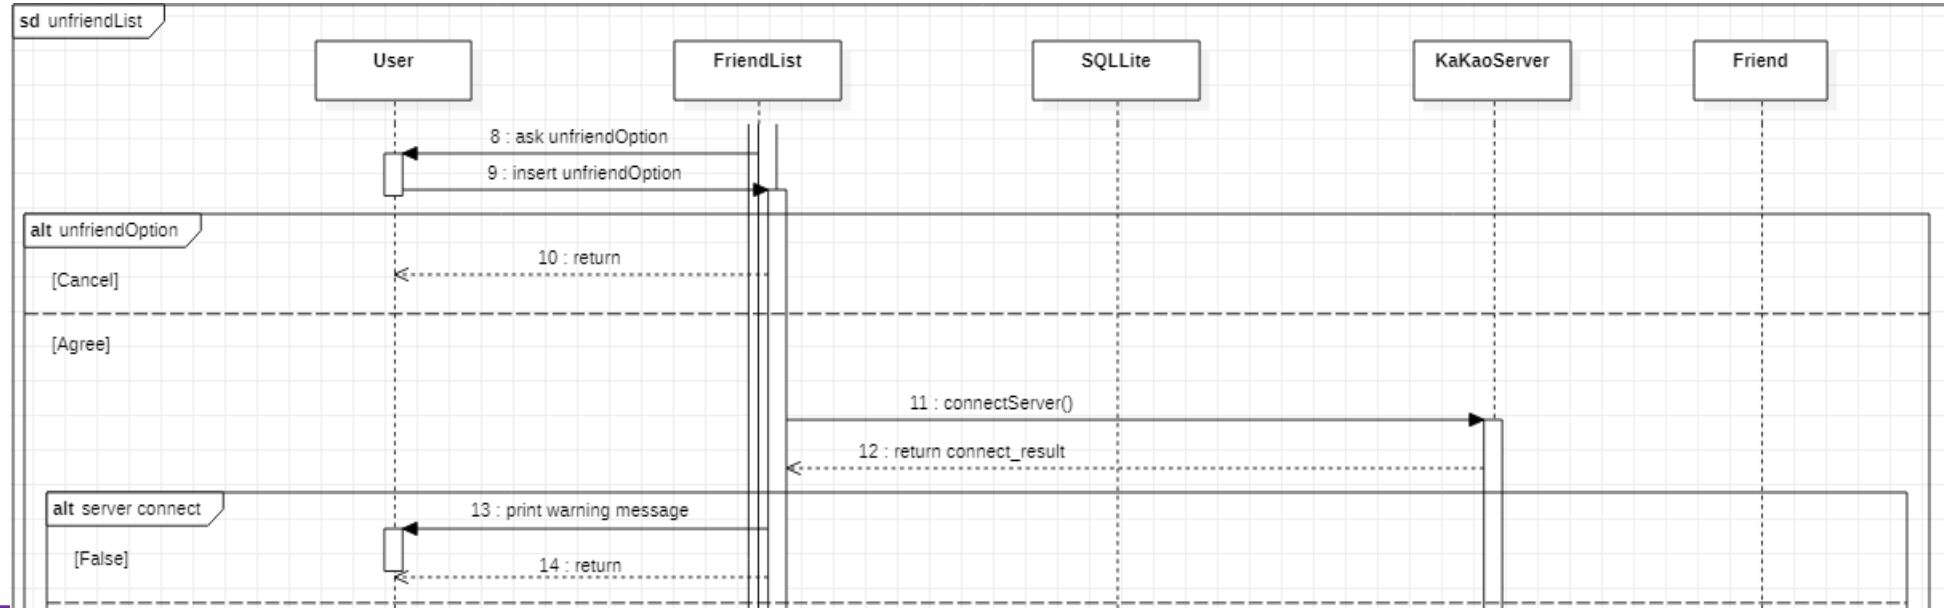 sd unfriendList
User
FriendList
SQLLite
KaKaoServer
Friend
8 : ask unfriendOption
9 : insert unfriendOption
alt unfriendOption
10 : return
[Cancel]
[Agree]
11 : connectServer()
12 : return connect_result
alt server connect
13 : print warning message
[False]
14 : return